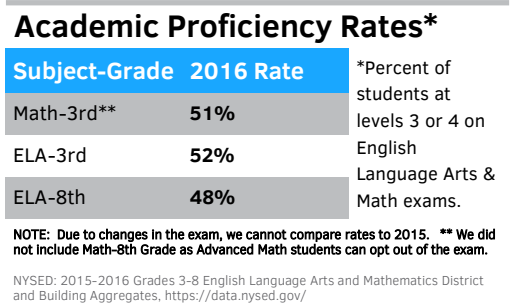 Academic Proficiency Rates*
Subject-Grade 2016 Rate
Math-3rd** 51%
ELA-3rd 52%
ELA-8th 48%
*Percent of
students at
levels 3 or 4 on
English
Language Arts &
Math exams.
NOTE: Due to changes in the exam, we cannot compare rates to 2015. ** We did
not include Math-8th Grade as Advanced Math students can opt out of the exam.
NYSED: 2015-2016 Grades 3-8 English Language Arts and Mathematics District
and Building Aggregates, https://data.nysed.gov/